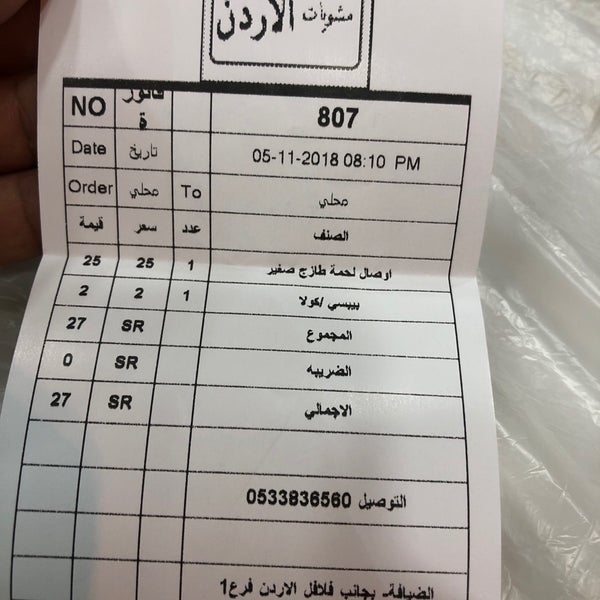 مشويات الاردن
NO فاتورة 807
Date تاريخ 05-11-2018 08:10 PM
Order محلي To محلي
قيمة سعر عدد الصنف
25 25 1 اوصال لحمة طازج صغير
2 2 1 بيبسي /كولا
27 SR المجموع
0 SR الضريبه
27 SR الاجمالي
التوصيل 0533836560
الضيافة- بجانب فلافل الاردن فرع1